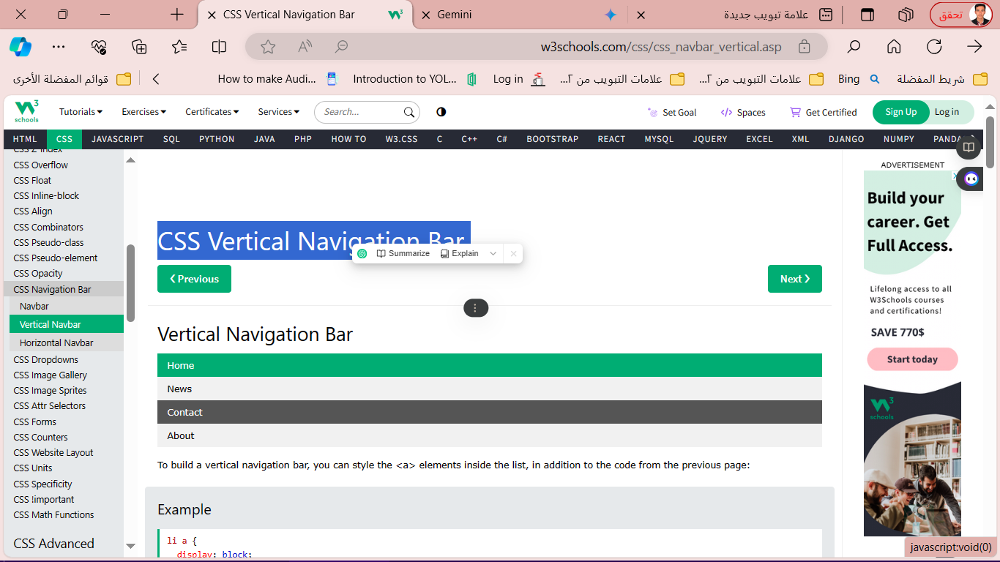 CSS Vertical Navigation Bar
Gemini
علامة تبويب جديدة
تحقق
w3schools.com/css/css_navbar_vertical.asp
قوائم المفضلة الأخرى
How to make Audi...
Introduction to YOL...
Log in
علامات التبويب من ٢...
علامات التبويب من ٢...
Bing
شريط المفضلة
W3 schools
Tutorials
Exercises
Certificates
Services
Search...
Set Goal
Spaces
Get Certified
Sign Up
Log in
HTML CSS JAVASCRIPT SQL PYTHON JAVA PHP HOW TO W3.CSS C C++ C# BOOTSTRAP REACT MYSQL JQUERY EXCEL XML DJANGO NUMPY PANDA
CSS Z-index
CSS Overflow
CSS Float
CSS Inline-block
CSS Align
CSS Combinators
CSS Pseudo-class
CSS Pseudo-element
CSS Opacity
CSS Navigation Bar
Navbar
Vertical Navbar
Horizontal Navbar
CSS Dropdowns
CSS Image Gallery
CSS Image Sprites
CSS Attr Selectors
CSS Forms
CSS Counters
CSS Website Layout
CSS Units
CSS Specificity
CSS !important
CSS Math Functions
CSS Advanced
CSS Vertical Navigation Bar
Summarize
Explain
❮ Previous
Next ❯
Vertical Navigation Bar
Home
News
Contact
About
To build a vertical navigation bar, you can style the <a> elements inside the list, in addition to the code from the previous page:
Example
li a {
display: block;
ADVERTISEMENT
Build your
career. Get
Full Access.
Lifelong access to all
W3Schools courses
and certifications!
SAVE 770$
Start today
W3 schools
javascript:void(0)